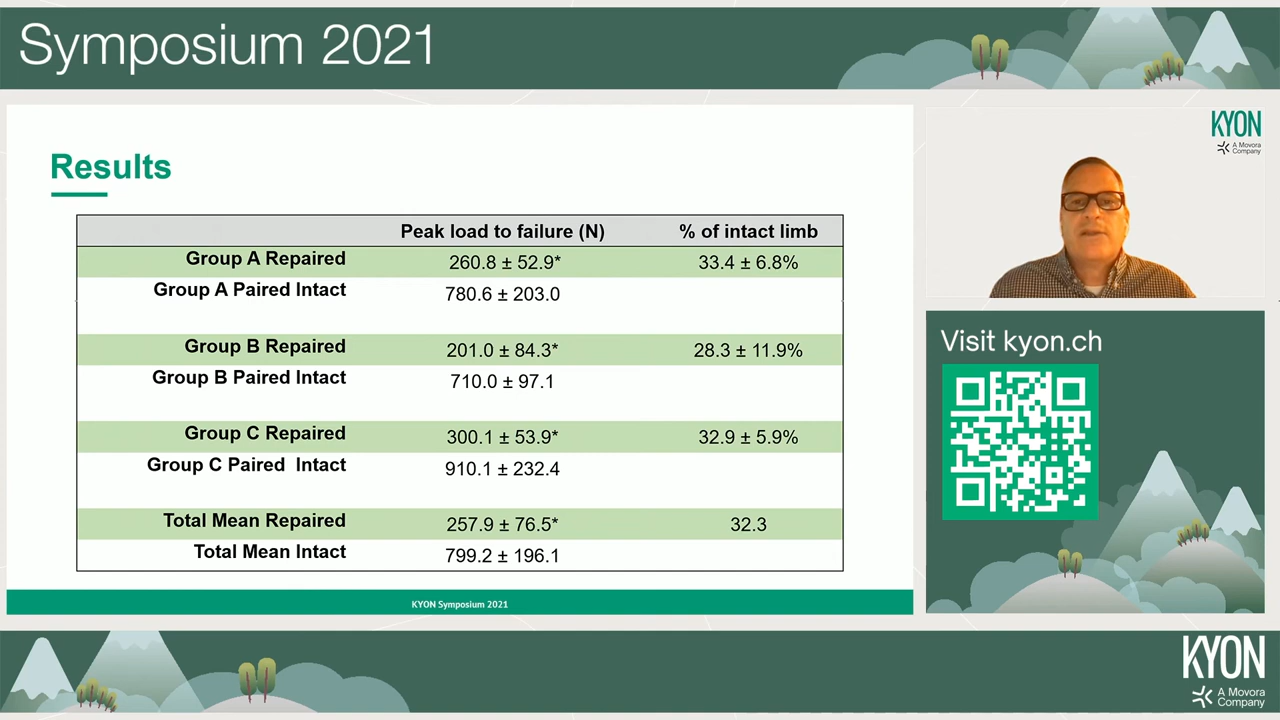 Symposium 2021
KYON
A Movora
Company
Results
Peak load to failure (N) % of intact limb
Group A Repaired 260.8 ± 52.9* 33.4 ± 6.8%
Group A Paired Intact 780.6 ± 203.0
Group B Repaired 201.0 ± 84.3* 28.3 ± 11.9%
Group B Paired Intact 710.0 ± 97.1
Group C Repaired 300.1 ± 53.9* 32.9 ± 5.9%
Group C Paired Intact 910.1 ± 232.4
Total Mean Repaired 257.9 ± 76.5* 32.3
Total Mean Intact 799.2 ± 196.1
KYON Symposium 2021
Visit kyon.ch
KYON
A Movora
Company